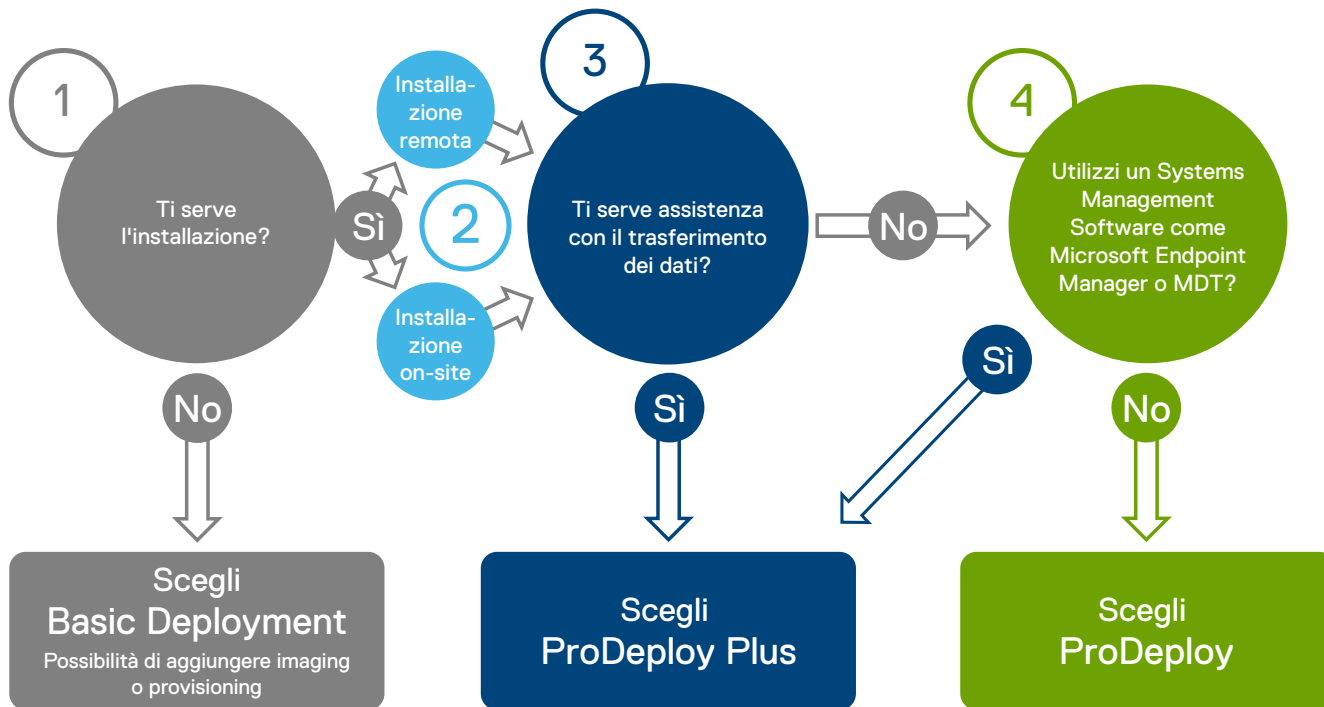 1
Ti serve
l'installazione?
Sì
No
2
Installa-
zione
remota
Installa-
zione
on-site
3
Ti serve assistenza
con il trasferimento
dei dati?
No
Sì
4
Utilizzi un Systems
Management
Software come
Microsoft Endpoint
Manager o MDT?
Sì
No
Scegli
Basic Deployment
Possibilità di aggiungere imaging
o provisioning
Scegli
ProDeploy Plus
Scegli
ProDeploy